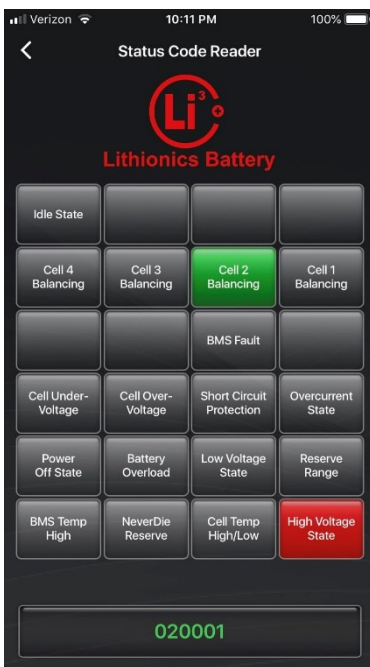 Verizon 10:11 PM 100%
Status Code Reader
Li³+
Lithionics Battery
Idle State
Cell 4 Balancing
Cell 3 Balancing
Cell 2 Balancing
Cell 1 Balancing
BMS Fault
Cell Under-Voltage
Cell Over-Voltage
Short Circuit Protection
Overcurrent State
Power Off State
Battery Overload
Low Voltage State
Reserve Range
BMS Temp High
NeverDie Reserve
Cell Temp High/Low
High Voltage State
020001